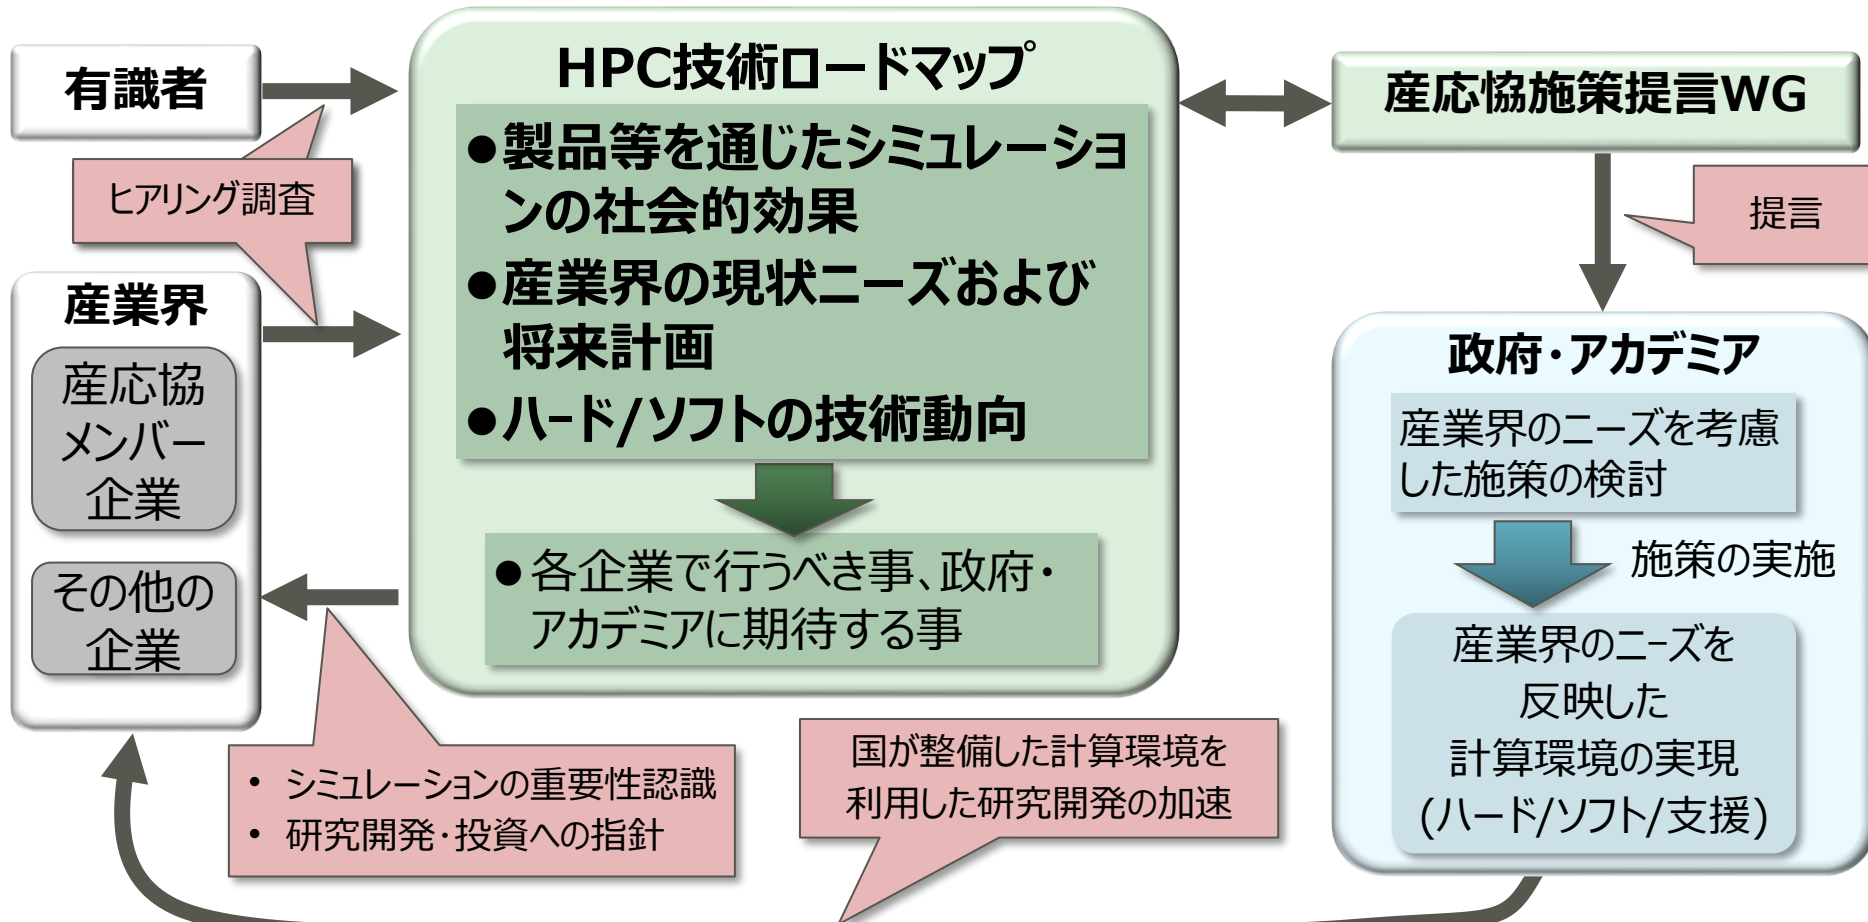 有識者
ヒアリング調査
産業界
産応協
メンバー
企業
その他の
企業
HPC技術ロードマップ
●製品等を通じたシミュレーショ
ンの社会的効果
●産業界の現状ニーズおよび
将来計画
●ハード/ソフトの技術動向
●各企業で行うべき事、政府・
アカデミアに期待する事
• シミュレーションの重要性認識
• 研究開発・投資への指針
国が整備した計算環境を
利用した研究開発の加速
産応協施策提言WG
提言
政府・アカデミア
産業界のニーズを考慮
した施策の検討
施策の実施
産業界のニーズを
反映した
計算環境の実現
(ハード/ソフト/支援)